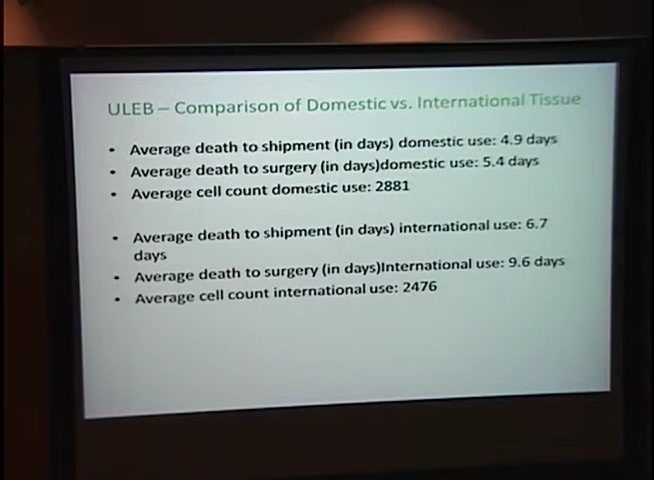 ULEB – Comparison of Domestic vs. International Tissue
• Average death to shipment (in days) domestic use: 4.9 days
• Average death to surgery (in days)domestic use: 5.4 days
• Average cell count domestic use: 2881
• Average death to shipment (in days) international use: 6.7
days
• Average death to surgery (in days)International use: 9.6 days
• Average cell count international use: 2476